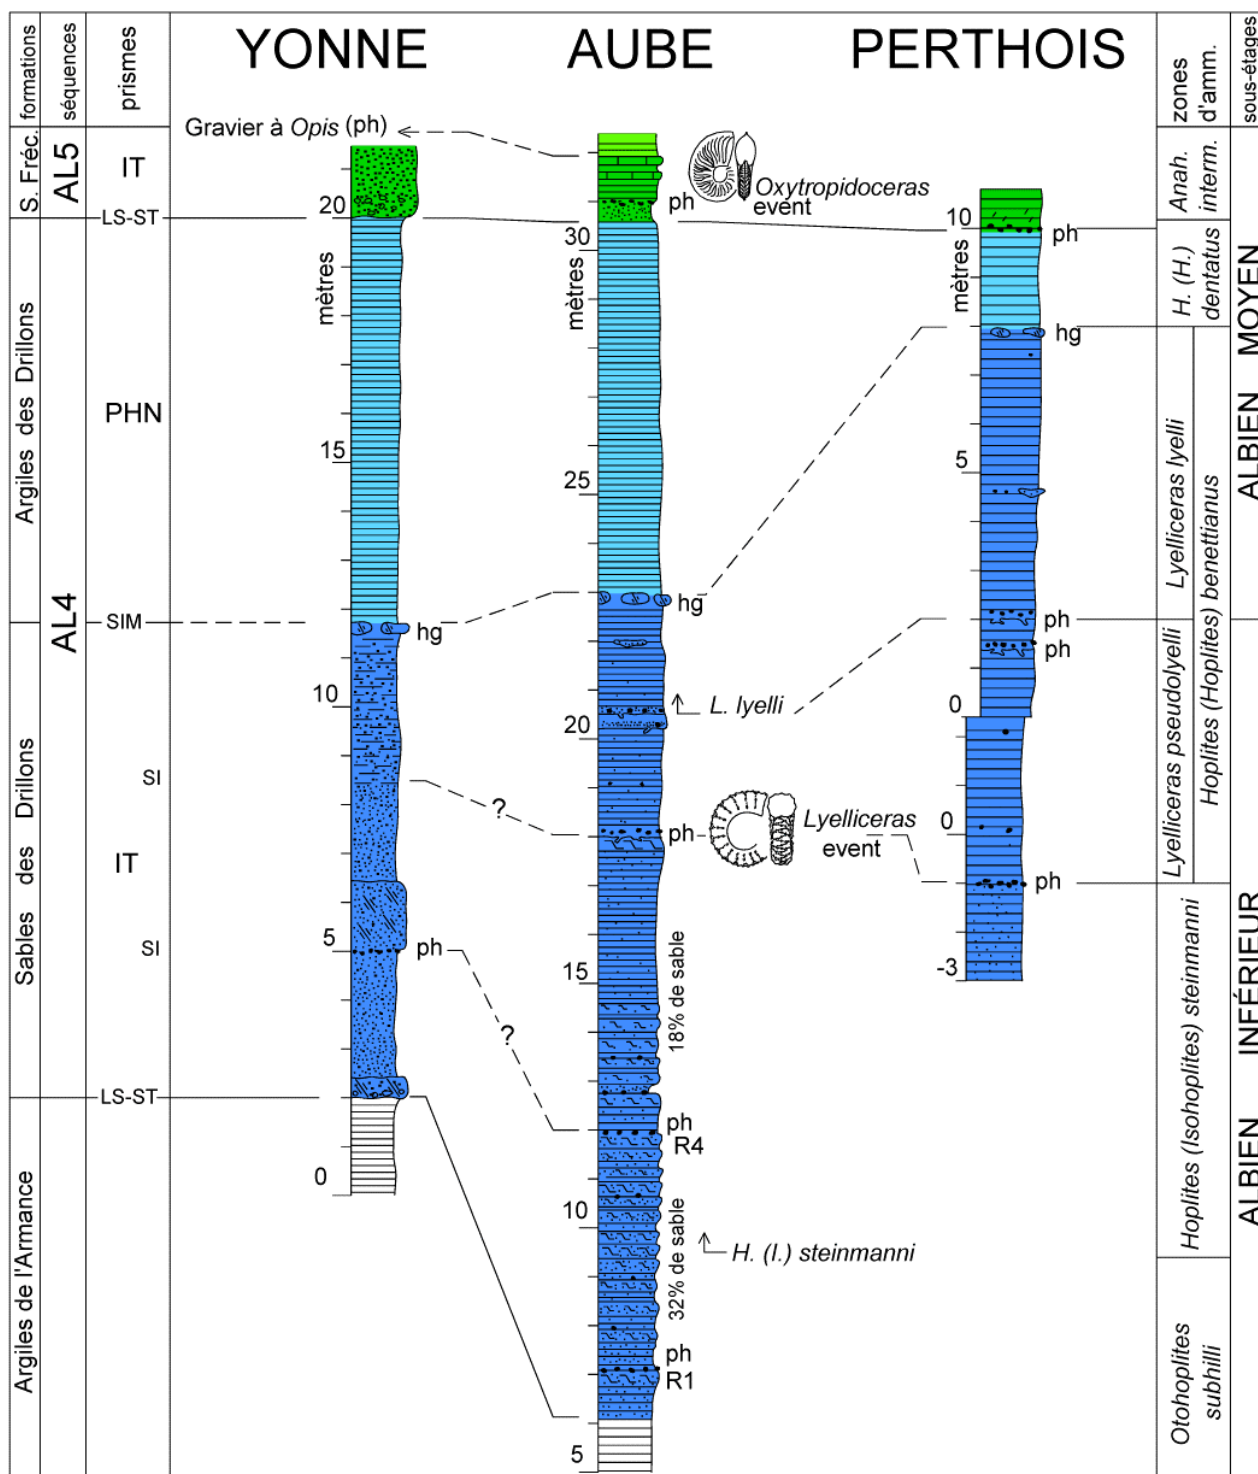 formations
séquences
prismes
YONNE
AUBE
PERTHOIS
zones
d'amm.
sous-étages
S. Fréc.
AL5
IT
LS-ST
Argiles des Drillons
PHN
AL4
SIM
Sables des Drillons
SI
IT
SI
LS-ST
Argiles de l'Armance
Gravier à Opis (ph)
20
mètres
15
hg
10
5
ph
0
?
?
ph
Oxytropidoceras
event
30
mètres
25
hg
L. lyelli
20
ph
Lyelliceras
event
15
18% de sable
ph
R4
10
32% de sable
H. (I.) steinmanni
ph
R1
5
10
ph
mètres
hg
5
ph
ph
0
0
ph
-3
Anah.
interm.
H. (H.)
dentatus
Lyelliceras lyelli
Lyelliceras pseudolyelli
Hoplites (Hoplites) benettianus
Hoplites (Isohoplites) steinmanni
Otohoplites
subhilli
ALBIEN MOYEN
ALBIEN INFÉRIEUR